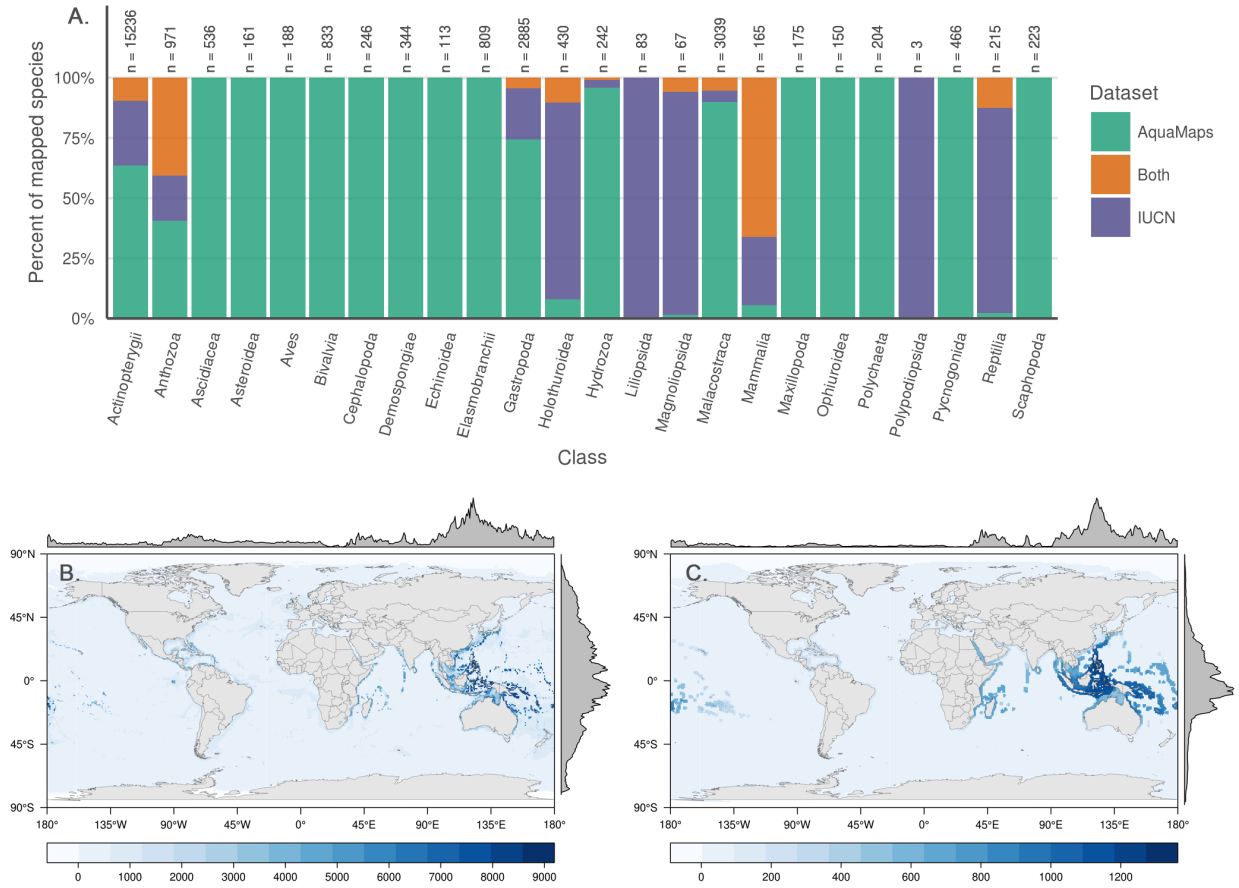 A.
n = 15236
n = 971
n = 536
n = 161
n = 188
n = 833
n = 246
n = 344
n = 113
n = 809
n = 2885
n = 430
n = 242
n = 83
n = 67
n = 3039
n = 165
n = 175
n = 150
n = 204
n = 3
n = 466
n = 215
n = 223
Percent of mapped species
100%
75%
50%
25%
0%
Dataset
AquaMaps
Both
IUCN
Actinopterygii
Anthozoa
Ascidiacea
Asteroidea
Aves
Bivalvia
Cephalopoda
Demospongiae
Echinoidea
Elasmobranchii
Gastropoda
Holothuroidea
Hydrozoa
Liliopsida
Magnoliopsida
Malacostraca
Mammalia
Maxillopoda
Ophiuroidea
Polychaeta
Polypodiopsida
Pycnogonida
Reptilia
Scaphopoda
Class
B.
90°N
45°N
0°
45°S
90°S
180° 135°W 90°W 45°W 0° 45°E 90°E 135°E 180°
0 1000 2000 3000 4000 5000 6000 7000 8000 9000
C.
90°N
45°N
0°
45°S
90°S
180° 135°W 90°W 45°W 0° 45°E 90°E 135°E 180°
0 200 400 600 800 1000 1200